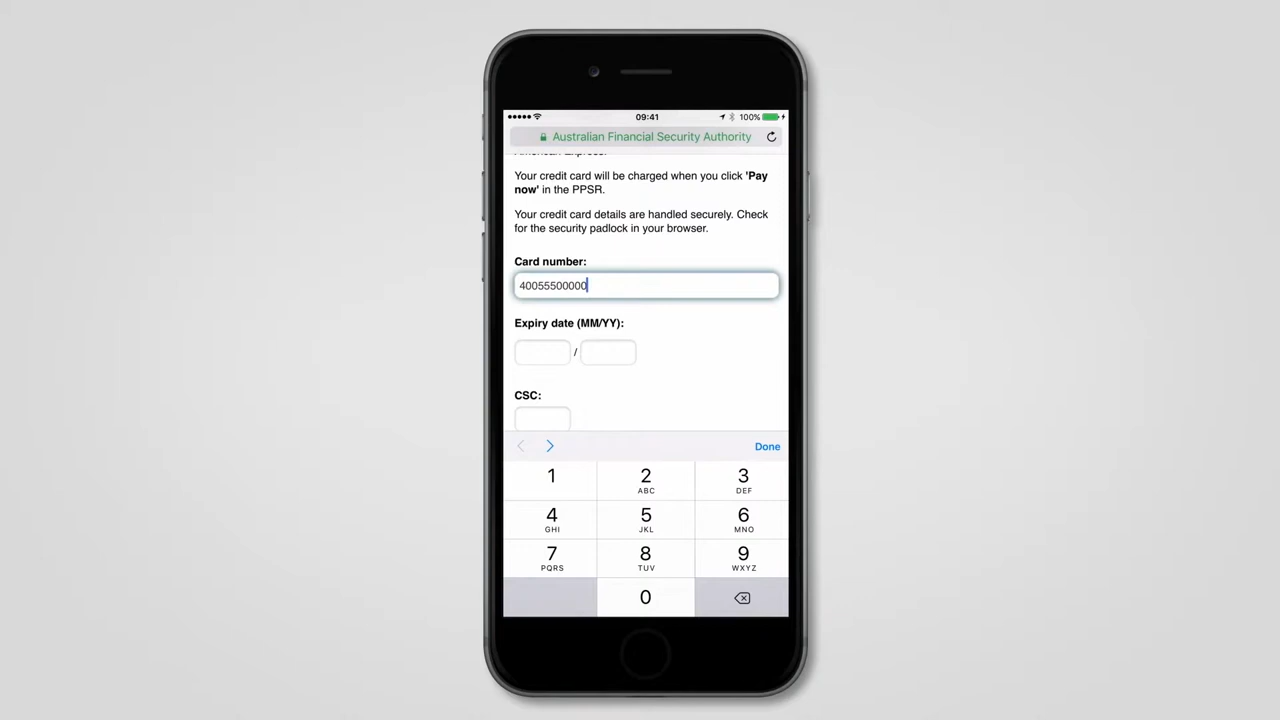 09:41
100%
Australian Financial Security Authority
American Express.
Your credit card will be charged when you click 'Pay
now' in the PPSR.
Your credit card details are handled securely. Check
for the security padlock in your browser.
Card number:
40055500000
Expiry date (MM/YY):
/
CSC:
Done
1
2
ABC
3
DEF
4
GHI
5
JKL
6
MNO
7
PQRS
8
TUV
9
WXYZ
0